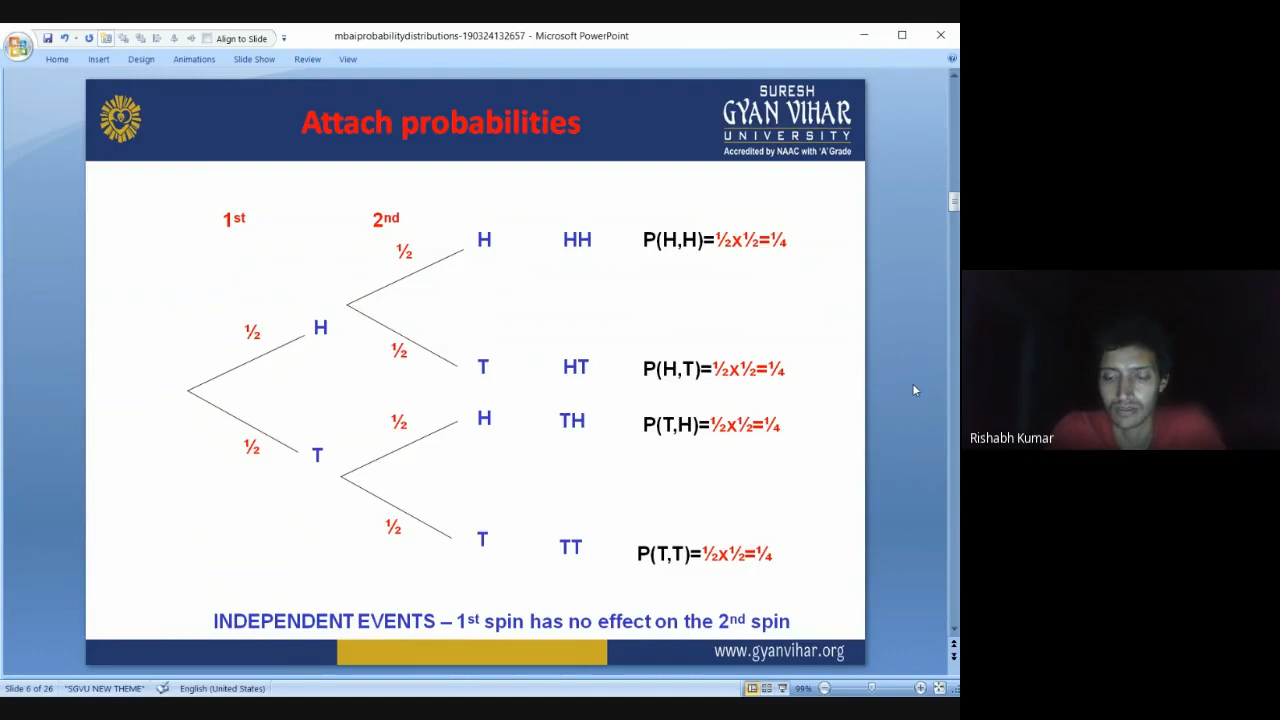 mbaiprobabilitydistributions-190324132657 - Microsoft PowerPoint
Align to Slide
Home Insert Design Animations Slide Show Review View
Attach probabilities
SURESH
GYAN VIHAR
UNIVERSITY
Accredited by NAAC with 'A' Grade
1st 2nd
½ H HH P(H,H)=½x½=¼
½ H
½ T HT P(H,T)=½x½=¼
½ H TH P(T,H)=½x½=¼
½ T
½ T TT P(T,T)=½x½=¼
INDEPENDENT EVENTS – 1st spin has no effect on the 2nd spin
www.gyanvihar.org
Rishabh Kumar
Slide 6 of 26 "SGVU NEW THEME" English (United States) 99%